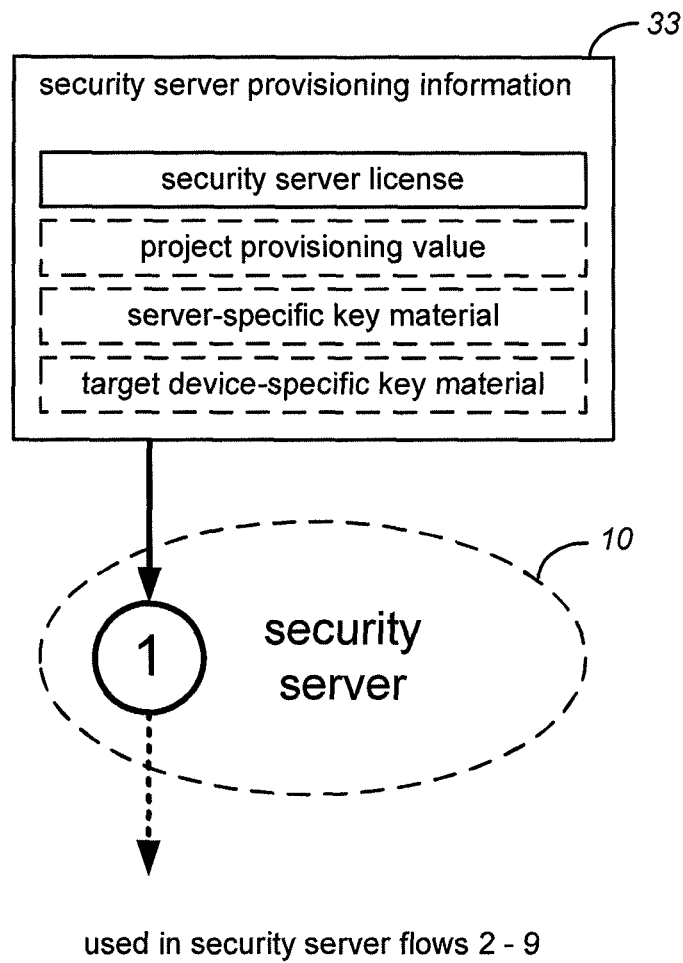 33
security server provisioning information
security server license
project provisioning value
server-specific key material
target device-specific key material
10
1
security
server
used in security server flows 2 - 9